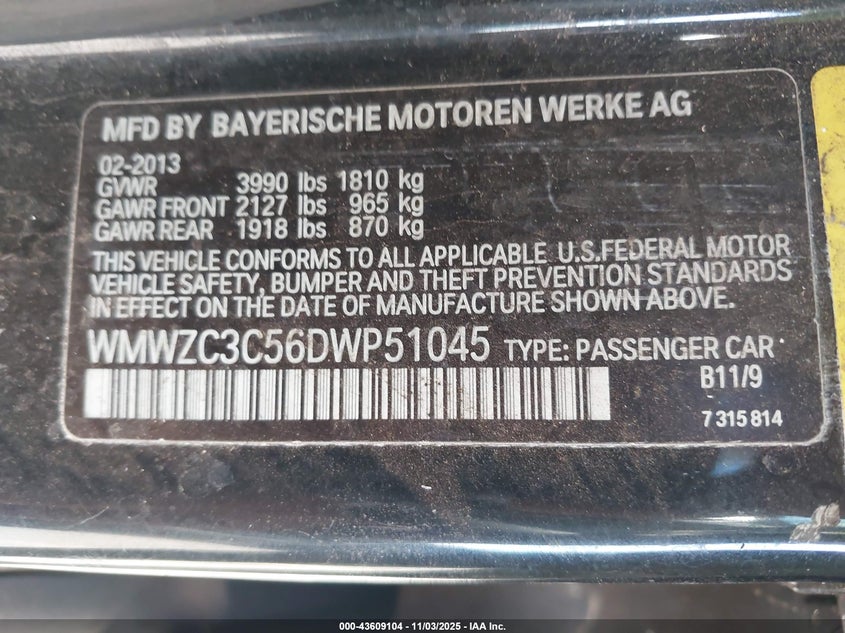 MFD BY BAYERISCHE MOTOREN WERKE AG
02-2013
GVWR 3990 lbs 1810 kg
GAWR FRONT 2127 lbs 965 kg
GAWR REAR 1918 lbs 870 kg
THIS VEHICLE CONFORMS TO ALL APPLICABLE U.S.FEDERAL MOTOR
VEHICLE SAFETY, BUMPER AND THEFT PREVENTION STANDARDS
IN EFFECT ON THE DATE OF MANUFACTURE SHOWN ABOVE.
WMWZC3C56DWP51045 TYPE: PASSENGER CAR
B11/9
7 315 814
000-43609104 | 11/03/2025 - IAA Inc.